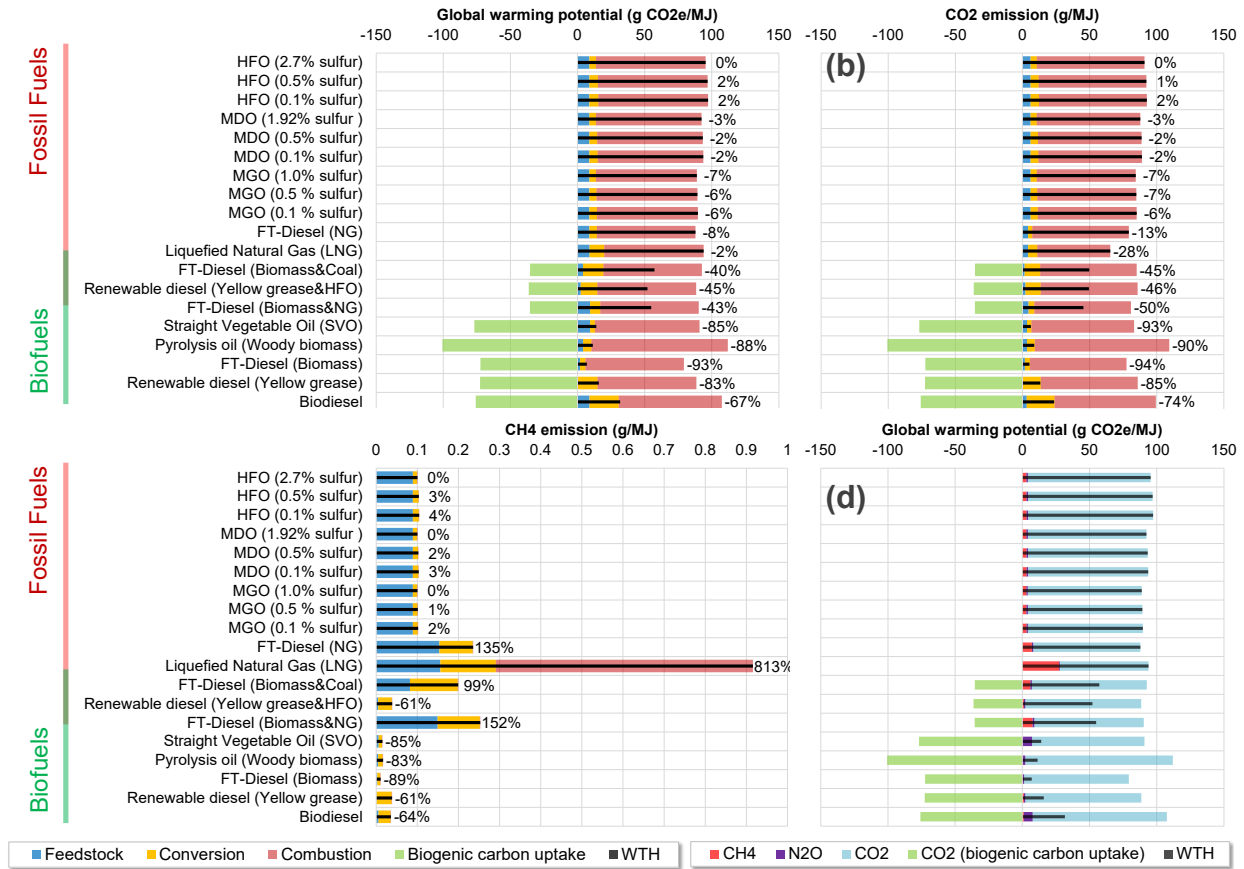 Global warming potential (g CO2e/MJ)
-150 -100 -50 0 50 100 150
HFO (2.7% sulfur) 0%
HFO (0.5% sulfur) 2%
HFO (0.1% sulfur) 2%
MDO (1.92% sulfur ) -3%
MDO (0.5% sulfur) -2%
MDO (0.1% sulfur) -2%
MGO (1.0% sulfur) -7%
MGO (0.5 % sulfur) -6%
MGO (0.1 % sulfur) -6%
FT-Diesel (NG) -8%
Liquefied Natural Gas (LNG) -2%
FT-Diesel (Biomass&Coal) -40%
Renewable diesel (Yellow grease&HFO) -45%
FT-Diesel (Biomass&NG) -43%
Straight Vegetable Oil (SVO) -85%
Pyrolysis oil (Woody biomass) -88%
FT-Diesel (Biomass) -93%
Renewable diesel (Yellow grease) -83%
Biodiesel -67%
Fossil Fuels
Biofuels
CO2 emission (g/MJ)
-150 -100 -50 0 50 100 150
(b)
0%
1%
2%
-3%
-2%
-2%
-7%
-7%
-6%
-13%
-28%
-45%
-46%
-50%
-93%
-90%
-94%
-85%
-74%
CH4 emission (g/MJ)
0 0.1 0.2 0.3 0.4 0.5 0.6 0.7 0.8 0.9 1
HFO (2.7% sulfur) 0%
HFO (0.5% sulfur) 3%
HFO (0.1% sulfur) 4%
MDO (1.92% sulfur ) 0%
MDO (0.5% sulfur) 2%
MDO (0.1% sulfur) 3%
MGO (1.0% sulfur) 0%
MGO (0.5 % sulfur) 1%
MGO (0.1 % sulfur) 2%
FT-Diesel (NG) 135%
Liquefied Natural Gas (LNG) 813%
FT-Diesel (Biomass&Coal) 99%
Renewable diesel (Yellow grease&HFO) -61%
FT-Diesel (Biomass&NG) 152%
Straight Vegetable Oil (SVO) -85%
Pyrolysis oil (Woody biomass) -83%
FT-Diesel (Biomass) -89%
Renewable diesel (Yellow grease) -61%
Biodiesel -64%
Fossil Fuels
Biofuels
Global warming potential (g CO2e/MJ)
-150 -100 -50 0 50 100 150
(d)
Feedstock Conversion Combustion Biogenic carbon uptake WTH
CH4 N2O CO2 CO2 (biogenic carbon uptake) WTH